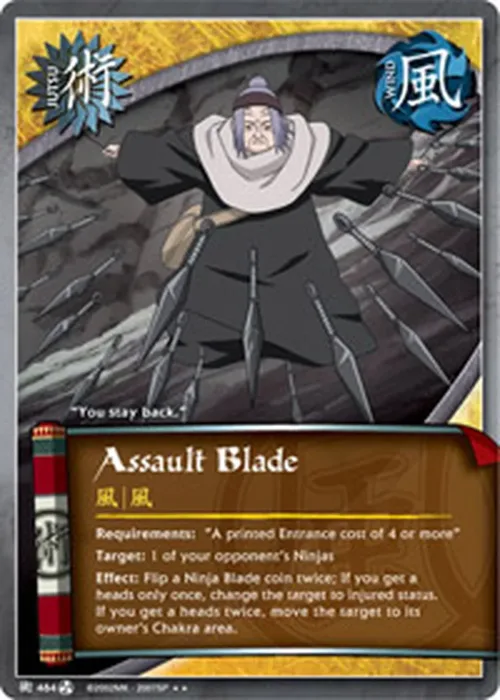 JUTSU 術
WIND 風
"You stay back."
Assault Blade
風|風
Requirements: "A printed Entrance cost of 4 or more"
Target: 1 of your opponent's Ninjas
Effect: Flip a Ninja Blade coin twice; If you get a
heads only once, change the target to injured status.
If you get a heads twice, move the target to its
owner's Chakra area.
術 464